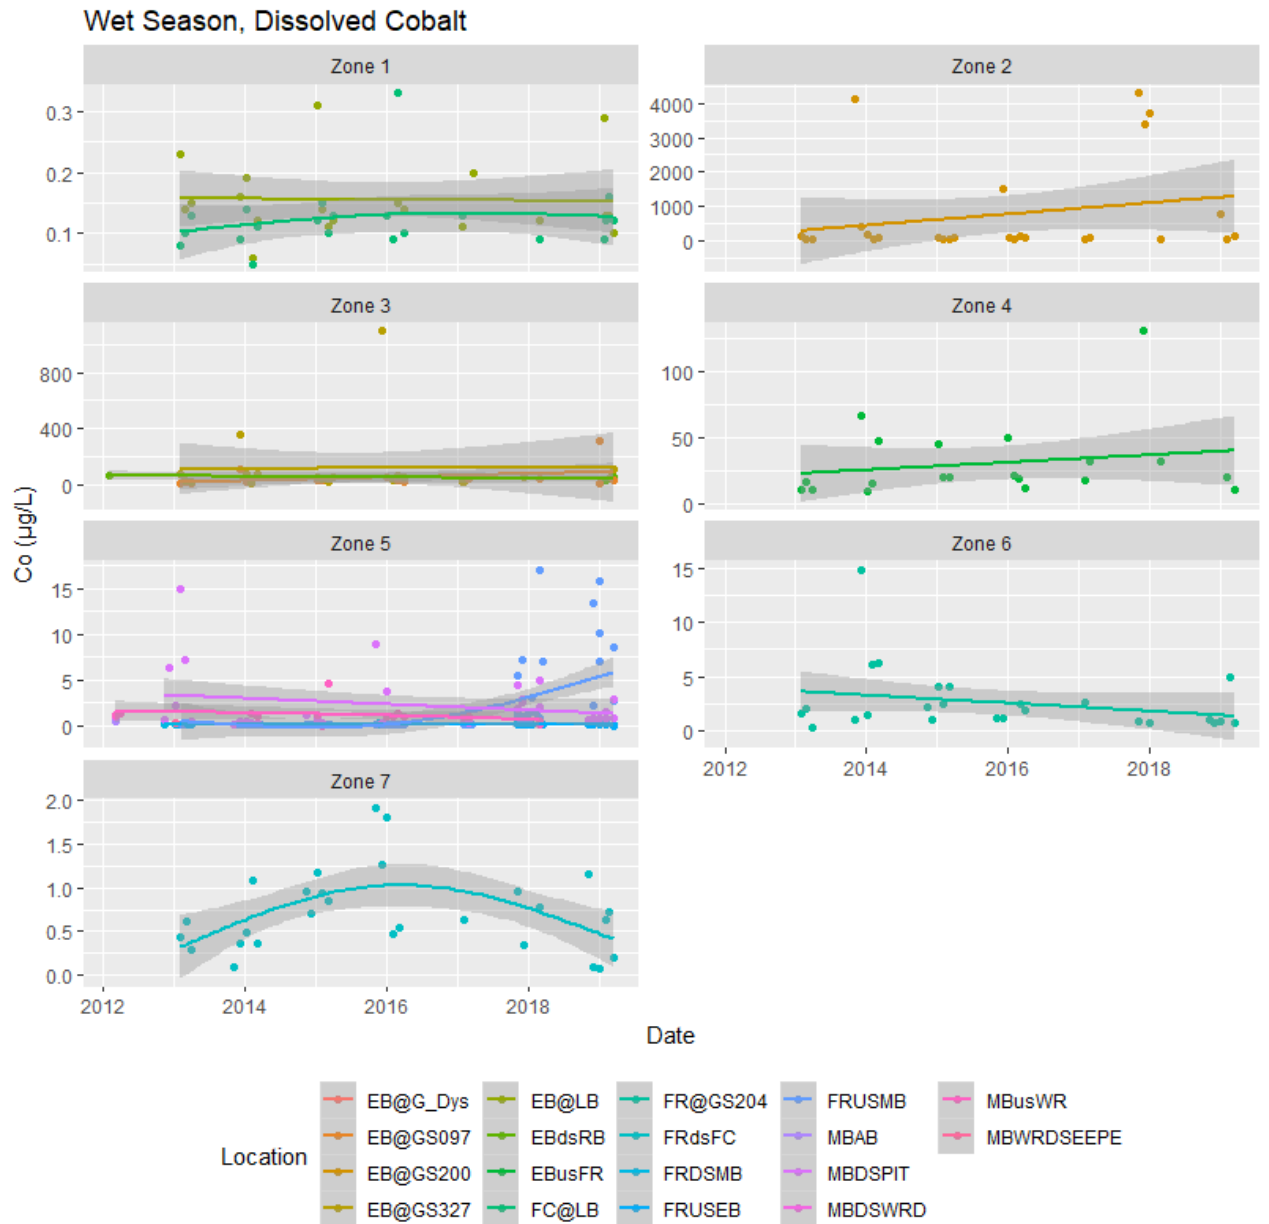 Wet Season, Dissolved Cobalt
Zone 1
Zone 2
0.3
0.2
0.1
4000
3000
2000
1000
0
Zone 3
Zone 4
800
400
0
100
50
0
Zone 5
Zone 6
15
10
5
0
15
10
5
0
2012 2014 2016 2018
Zone 7
2.0
1.5
1.0
0.5
0.0
2012 2014 2016 2018
Co (µg/L)
Date
Location
EB@G_Dys EB@LB FR@GS204 FRUSMB MBusWR
EB@GS097 EBdsRB FRdsFC MBAB MBWRDSEEPE
EB@GS200 EBusFR FRDSMB MBDSPIT
EB@GS327 FC@LB FRUSEB MBDSWRD